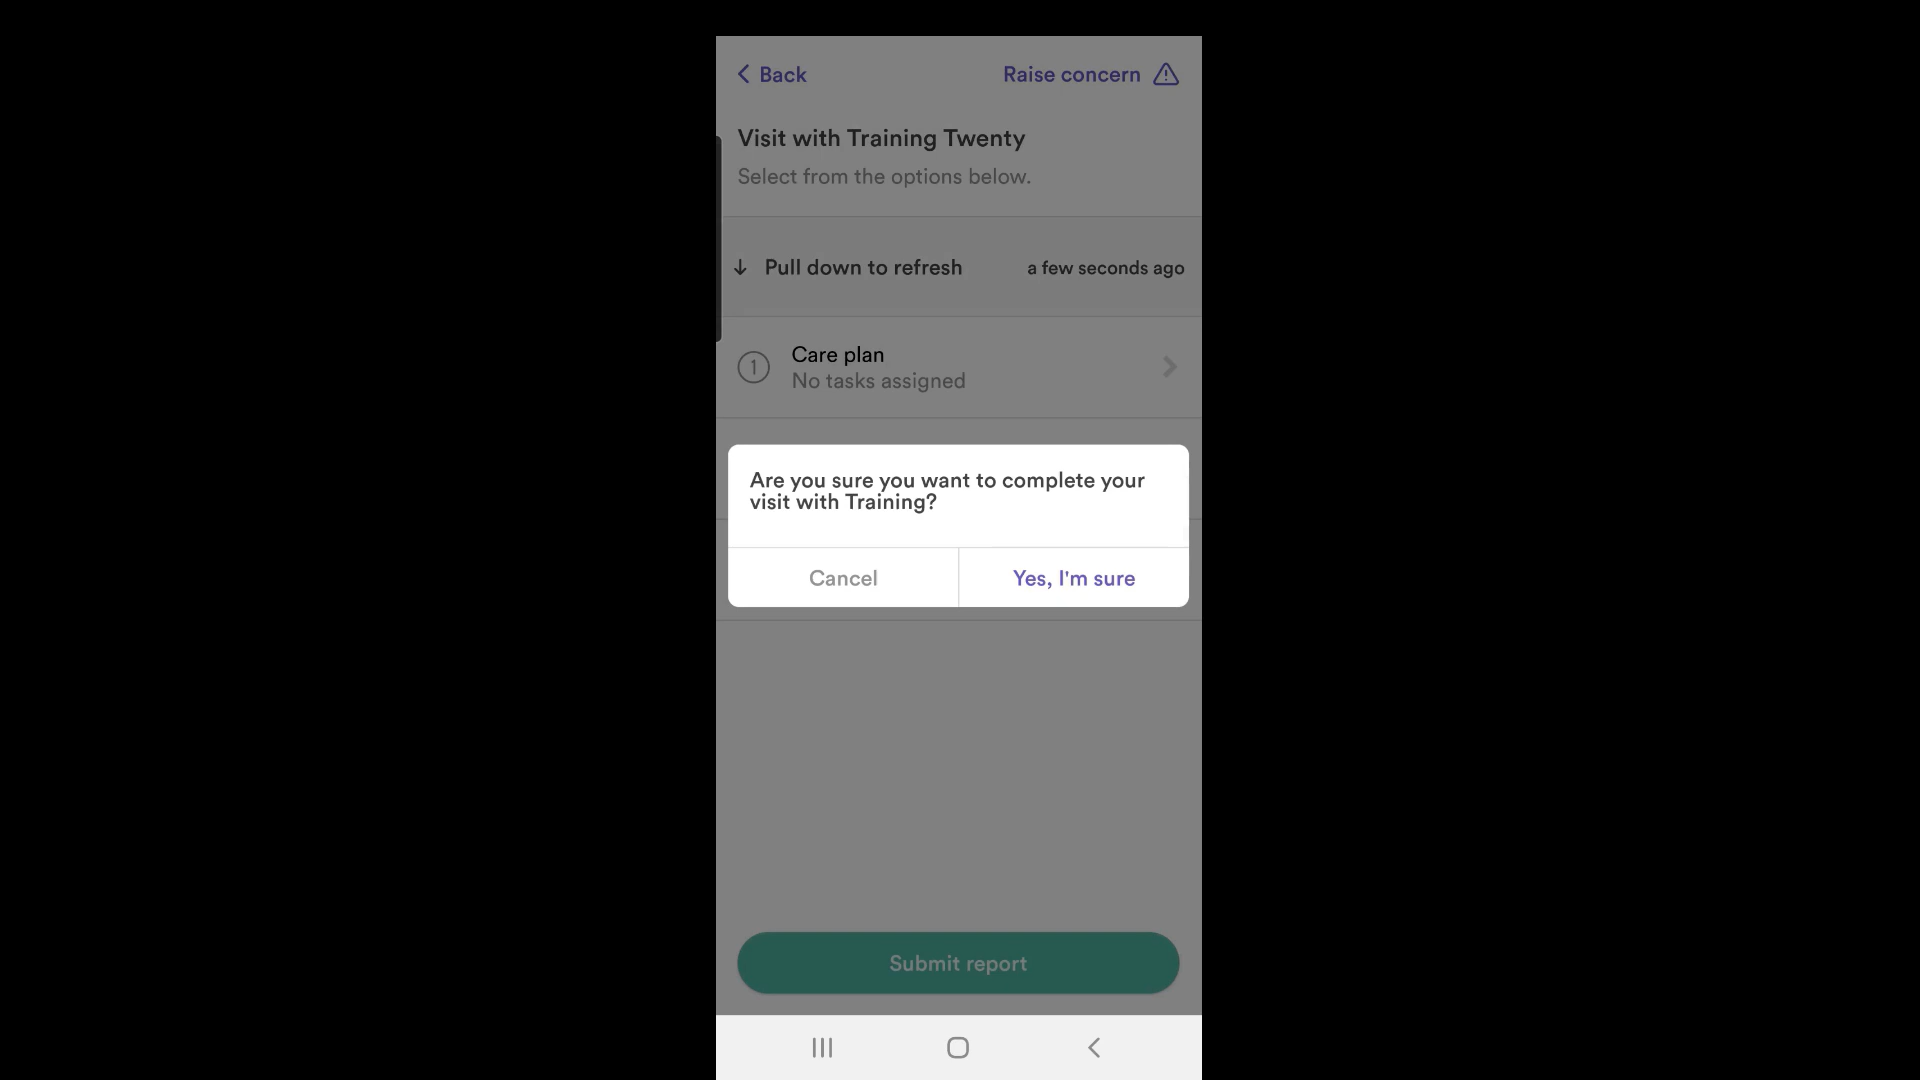 Back
Raise concern
Visit with Training Twenty
Select from the options below.
Pull down to refresh
a few seconds ago
1
Care plan
No tasks assigned
Are you sure you want to complete your
visit with Training?
Cancel
Yes, I'm sure
Submit report